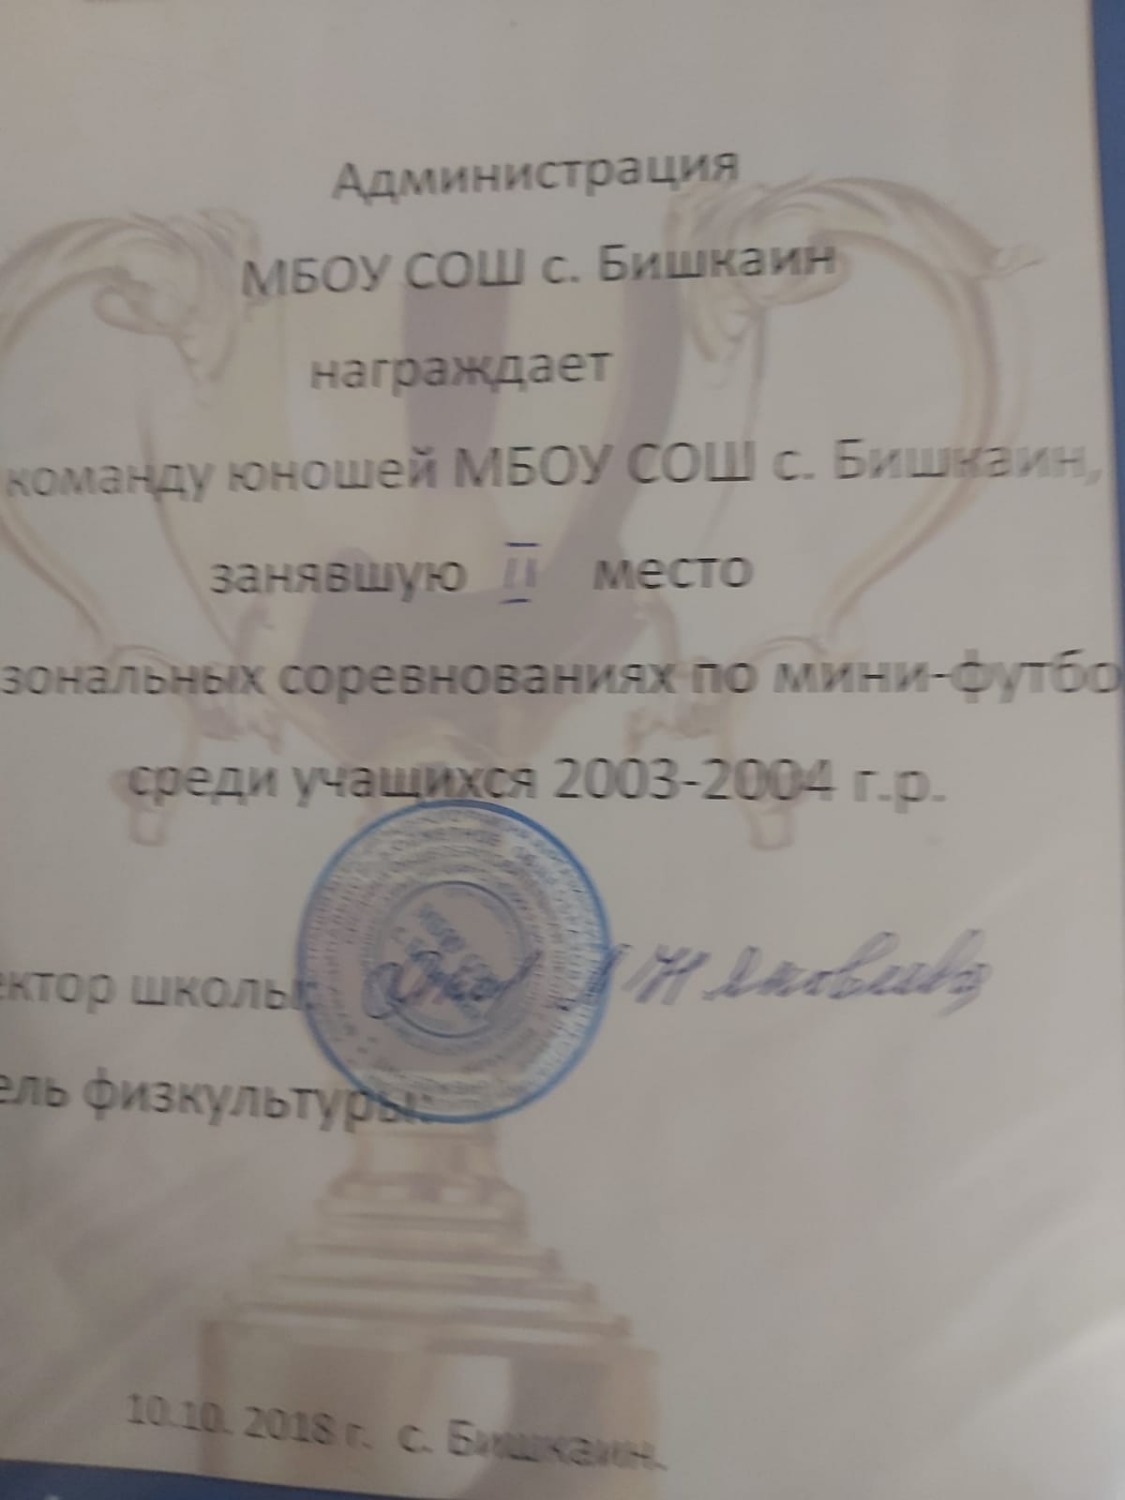 Администрация
МБОУ СОШ с. Бишкаин
награждает
команду юношей МБОУ СОШ с. Бишкаин,
занявшую II место
зональных соревнованиях по мини-футбо
среди учащихся 2003-2004 г.р.
ектор школы:
ель физкультуры:
10.10. 2018 г. с. Бишкаин.